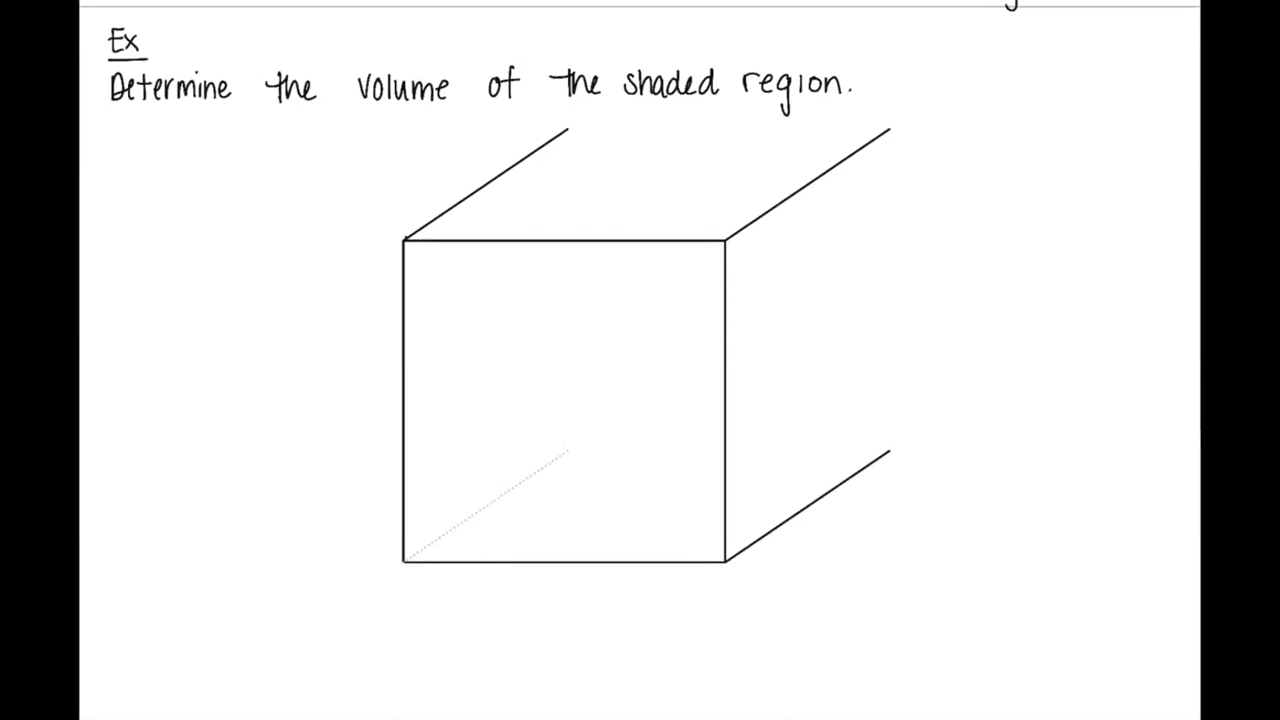 Ex
Determine the volume of the shaded region.